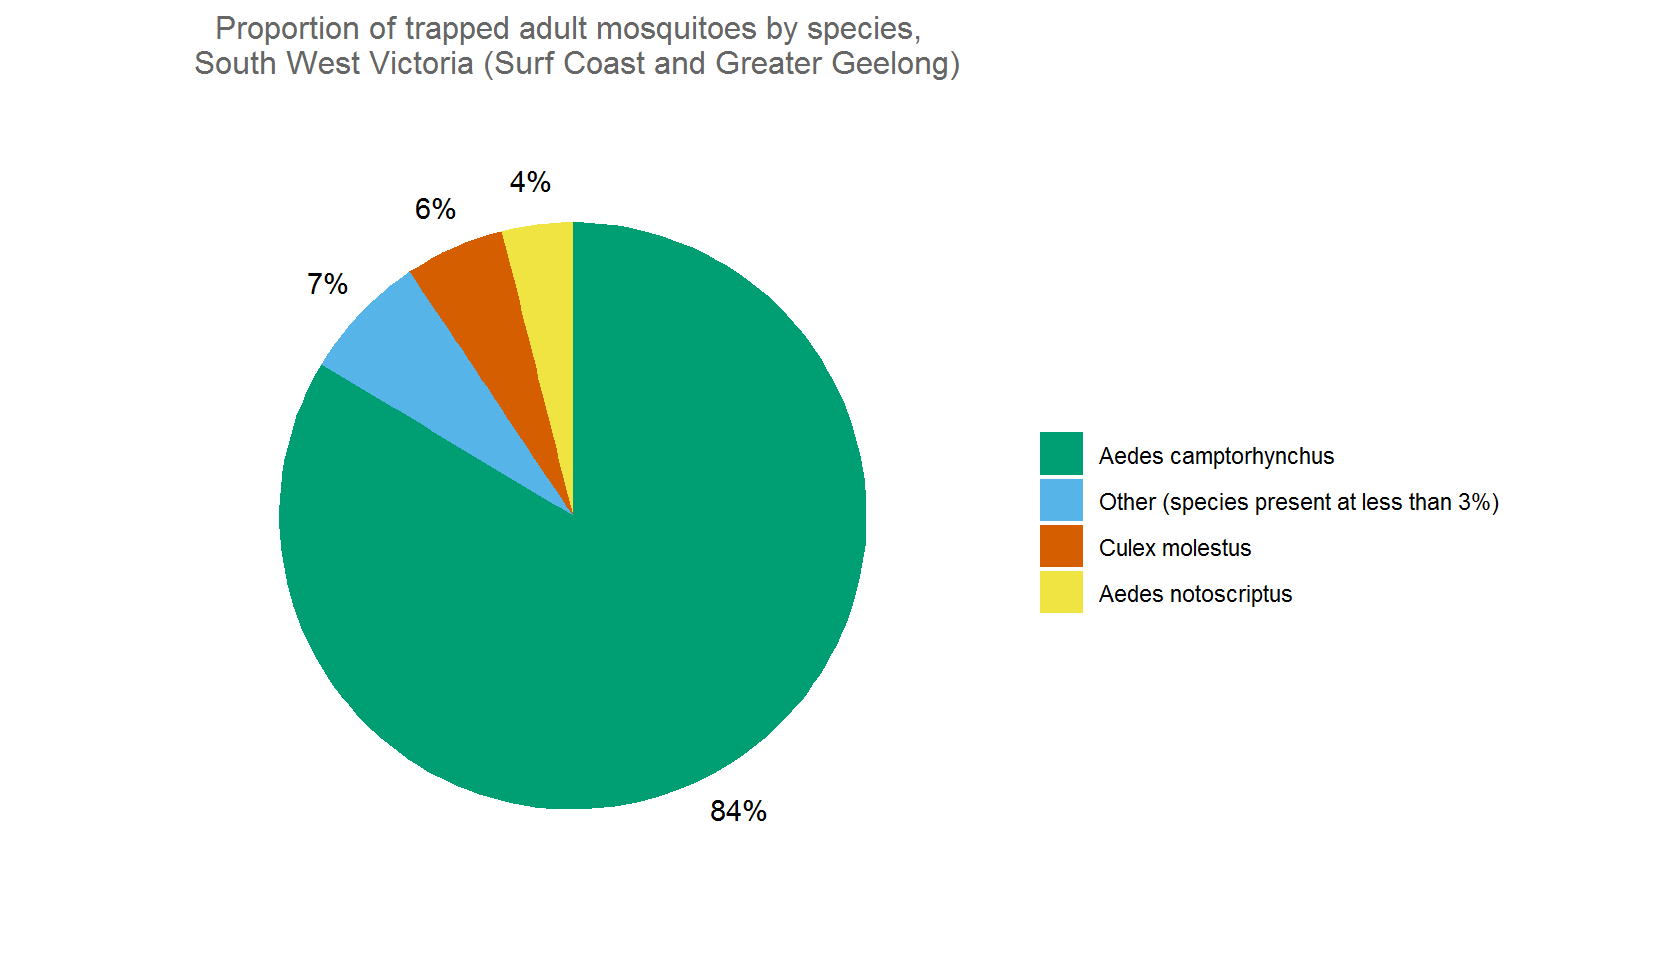 Proportion of trapped adult mosquitoes by species,
South West Victoria (Surf Coast and Greater Geelong)
4%
6%
7%
84%
Aedes camptorhynchus
Other (species present at less than 3%)
Culex molestus
Aedes notoscriptus